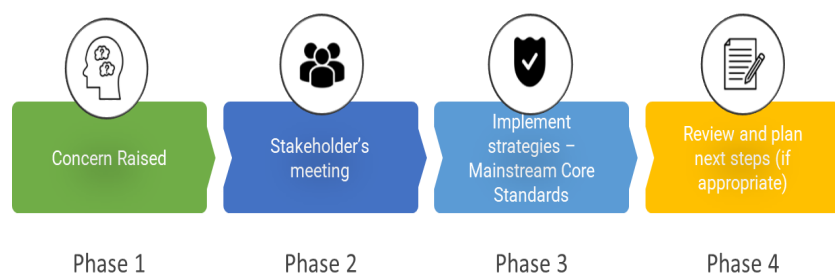 Concern Raised
Stakeholder's
meeting
Implement
strategies –
Mainstream Core
Standards
Review and plan
next steps (if
appropriate)
Phase 1
Phase 2
Phase 3
Phase 4